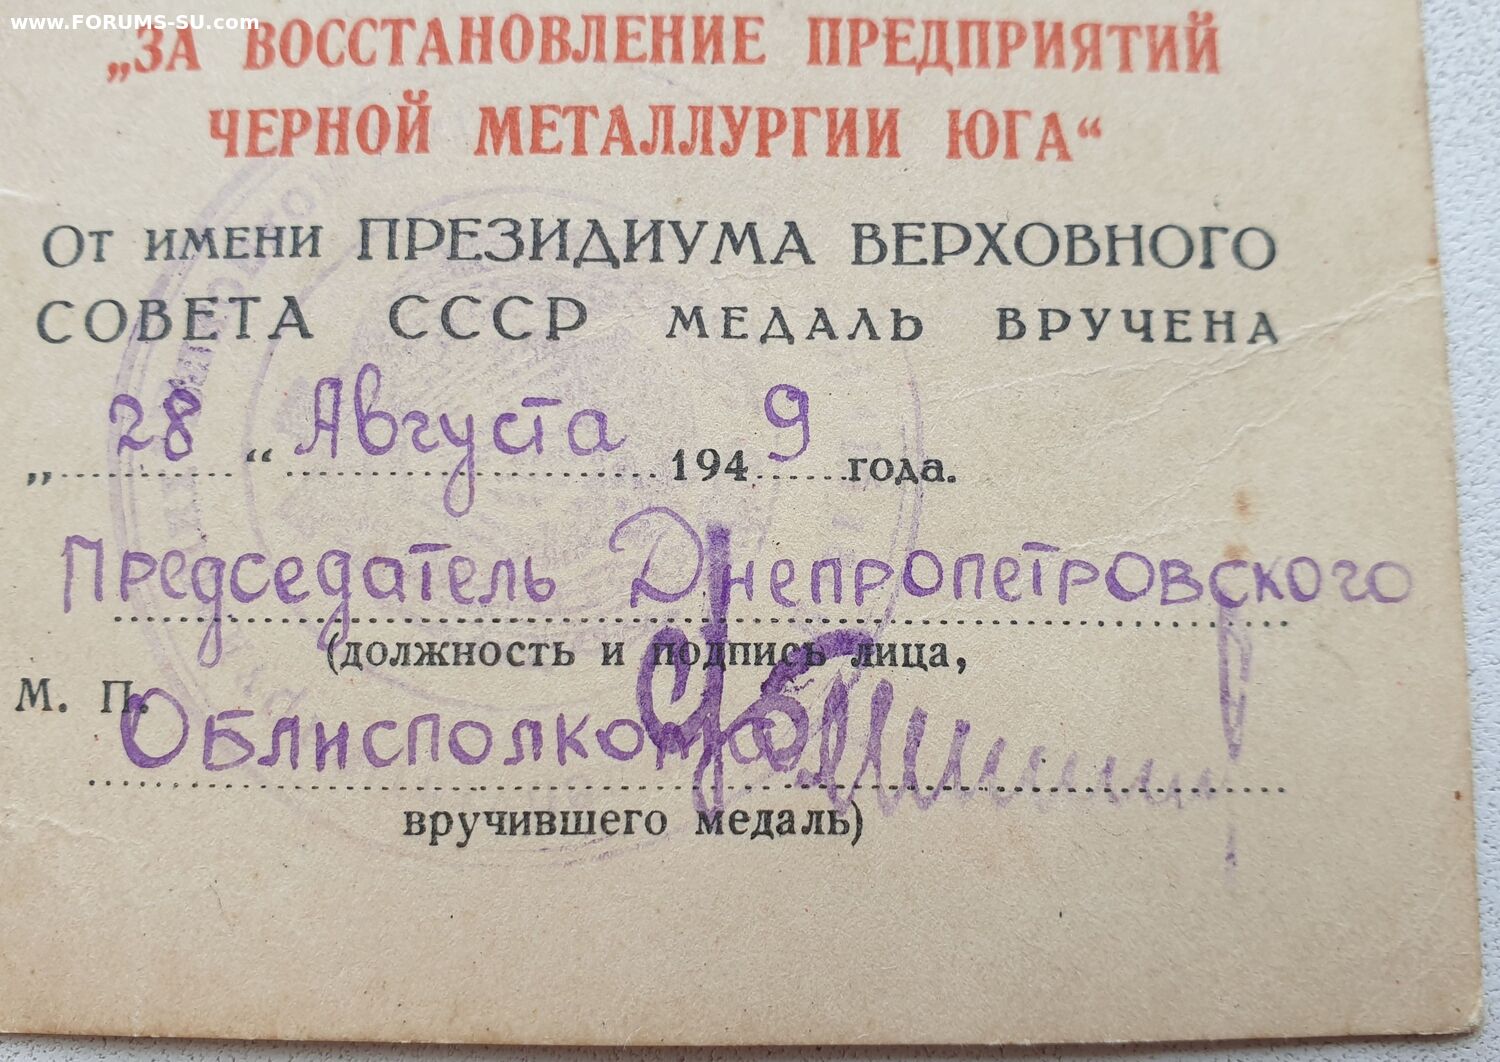 www.FORUMS-SU.com
„ЗА ВОССТАНОВЛЕНИЕ ПРЕДПРИЯТИЙ
ЧЕРНОЙ МЕТАЛЛУРГИИ ЮГА“
От имени ПРЕЗИДИУМА ВЕРХОВНОГО
СОВЕТА СССР МЕДАЛЬ ВРУЧЕНА
„28“ Августа 1949 года.
Председатель Днепропетровского
(должность и подпись лица,
М. П. Облисполкома
вручившего медаль)